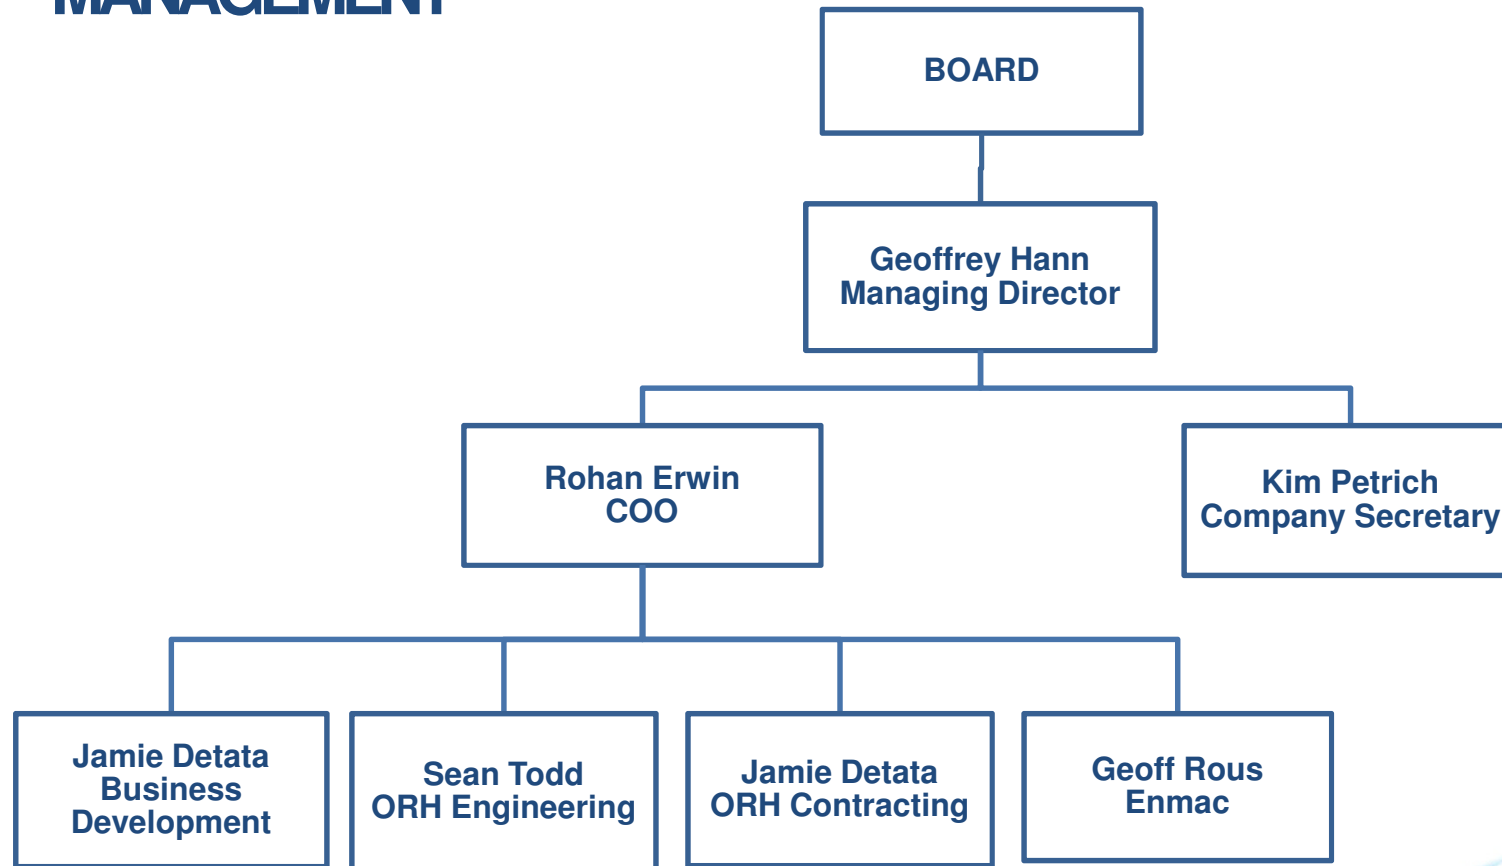 MANAGEMENT
BOARD
Geoffrey Hann
Managing Director
Rohan Erwin
COO
Kim Petrich
Company Secretary
Jamie Detata
Business
Development
Sean Todd
ORH Engineering
Jamie Detata
ORH Contracting
Geoff Rous
Enmac